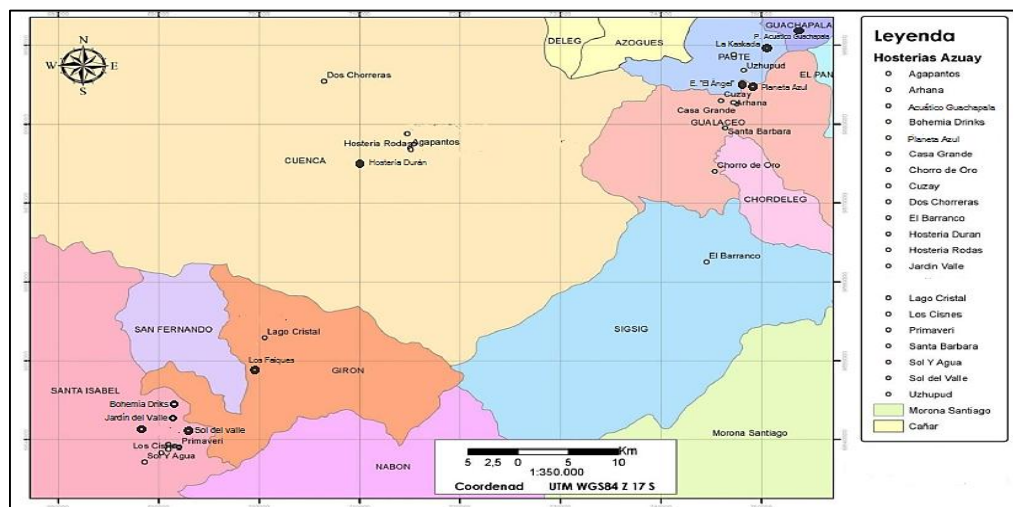 N
W E
S
DELEG
AZOGUES
GUACHAPALA
P. Acuático Guachapala
La Kaskada
PAUTE
Uzhupud
EL PAN
E. "El Ángel"
Planeta Azul
Cuzay
Arhana
Casa Grande
GUALACEO
Santa Barbara
Dos Chorreras
Hosteria Rodas
Agapantos
CUENCA
Hostería Durán
Chorro de Oro
CHORDELEG
El Barranco
SAN FERNANDO
Lago Cristal
SIGSIG
Los Faiques
GIRON
SANTA ISABEL
Bohemia Driks
Jardín del Valle
Sol del valle
Los Cisnes
Primaveri
Sol Y Agua
NABON
Morona Santiago
Km
5 2,5 0 5 10
1:350.000
Coordenad UTM WGS84 Z 17 S
Leyenda
Hosterias Azuay
Agapantos
Arhana
Acuático Guachapala
Bohemia Drinks
Planeta Azul
Casa Grande
Chorro de Oro
Cuzay
Dos Chorreras
El Barranco
Hosteria Duran
Hosteria Rodas
Jardin Valle
Lago Cristal
Los Cisnes
Primaveri
Santa Barbara
Sol Y Agua
Sol del Valle
Uzhupud
Morona Santiago
Cañar